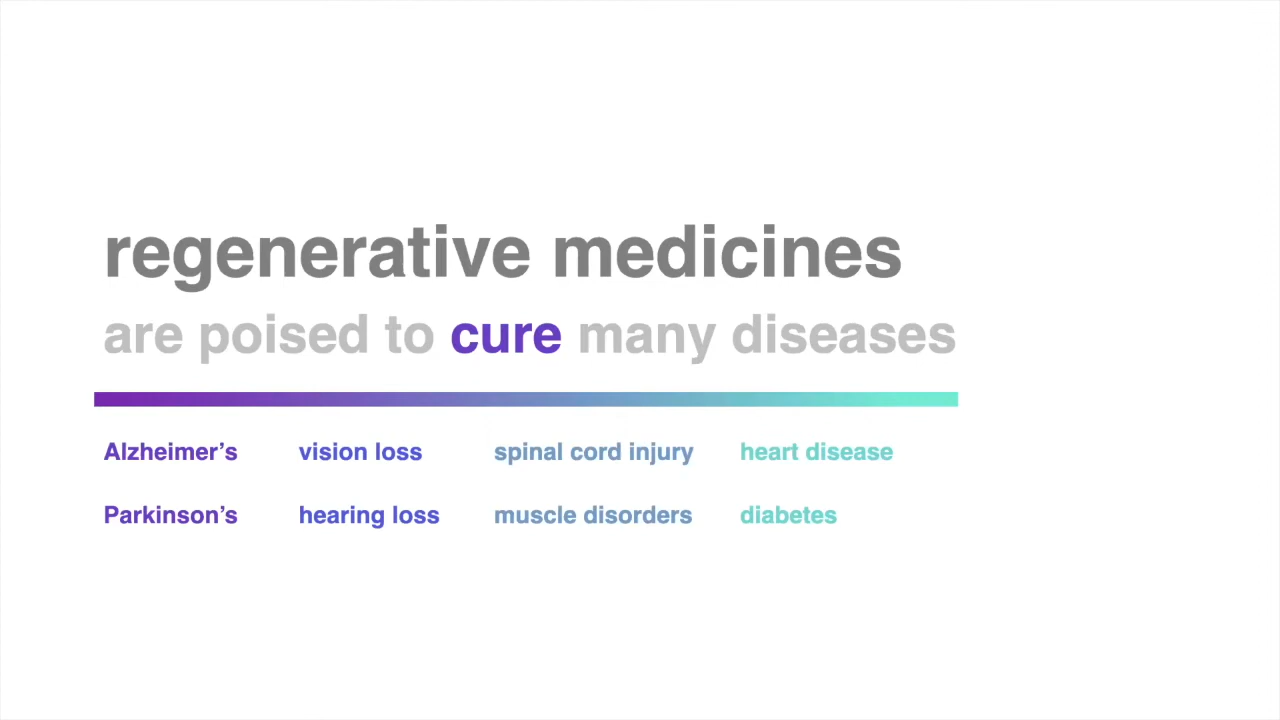 regenerative medicines
are poised to cure many diseases
Alzheimer’s vision loss spinal cord injury heart disease
Parkinson’s hearing loss muscle disorders diabetes